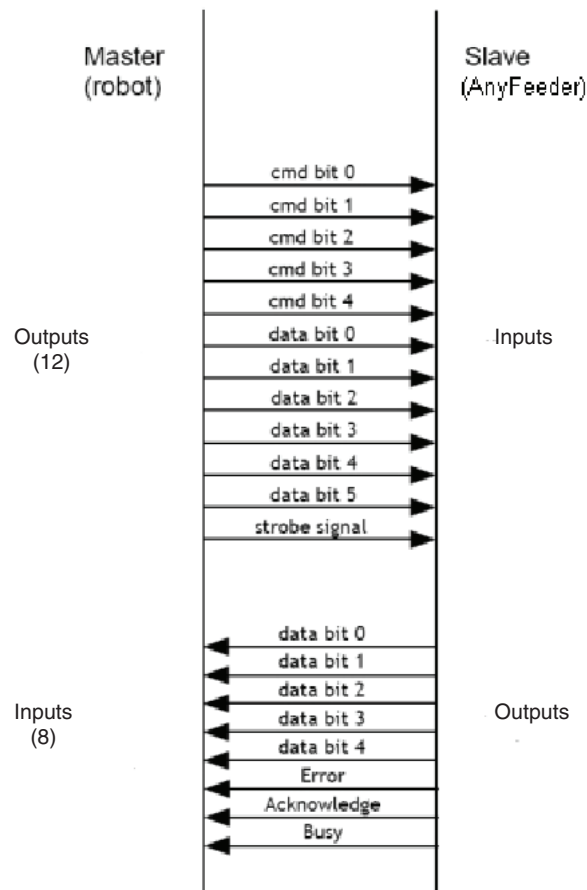 Master
(robot)
Slave
(AnyFeeder)
cmd bit 0
cmd bit 1
cmd bit 2
cmd bit 3
cmd bit 4
Outputs
(12)
data bit 0
Inputs
data bit 1
data bit 2
data bit 3
data bit 4
data bit 5
strobe signal
data bit 0
data bit 1
data bit 2
Inputs
(8)
data bit 3
Outputs
data bit 4
Error
Acknowledge
Busy